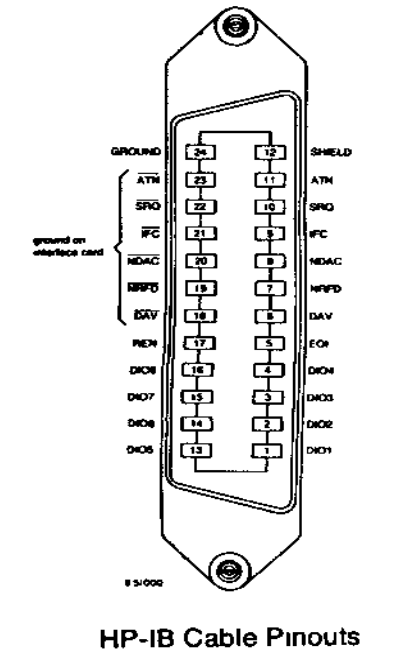 GROUND 24 12 SHIELD
ATN 23 11 ATN
SRQ 22 10 SRQ
IFC 21 9 IFC
ground on
interface card
NDAC 20 8 NDAC
NRFD 19 7 NRFD
DAV 18 6 DAV
REN 17 5 EOI
DIO8 16 4 DIO4
DIO7 15 3 DIO3
DIO6 14 2 DIO2
DIO5 13 1 DIO1
HP-IB Cable Pinouts